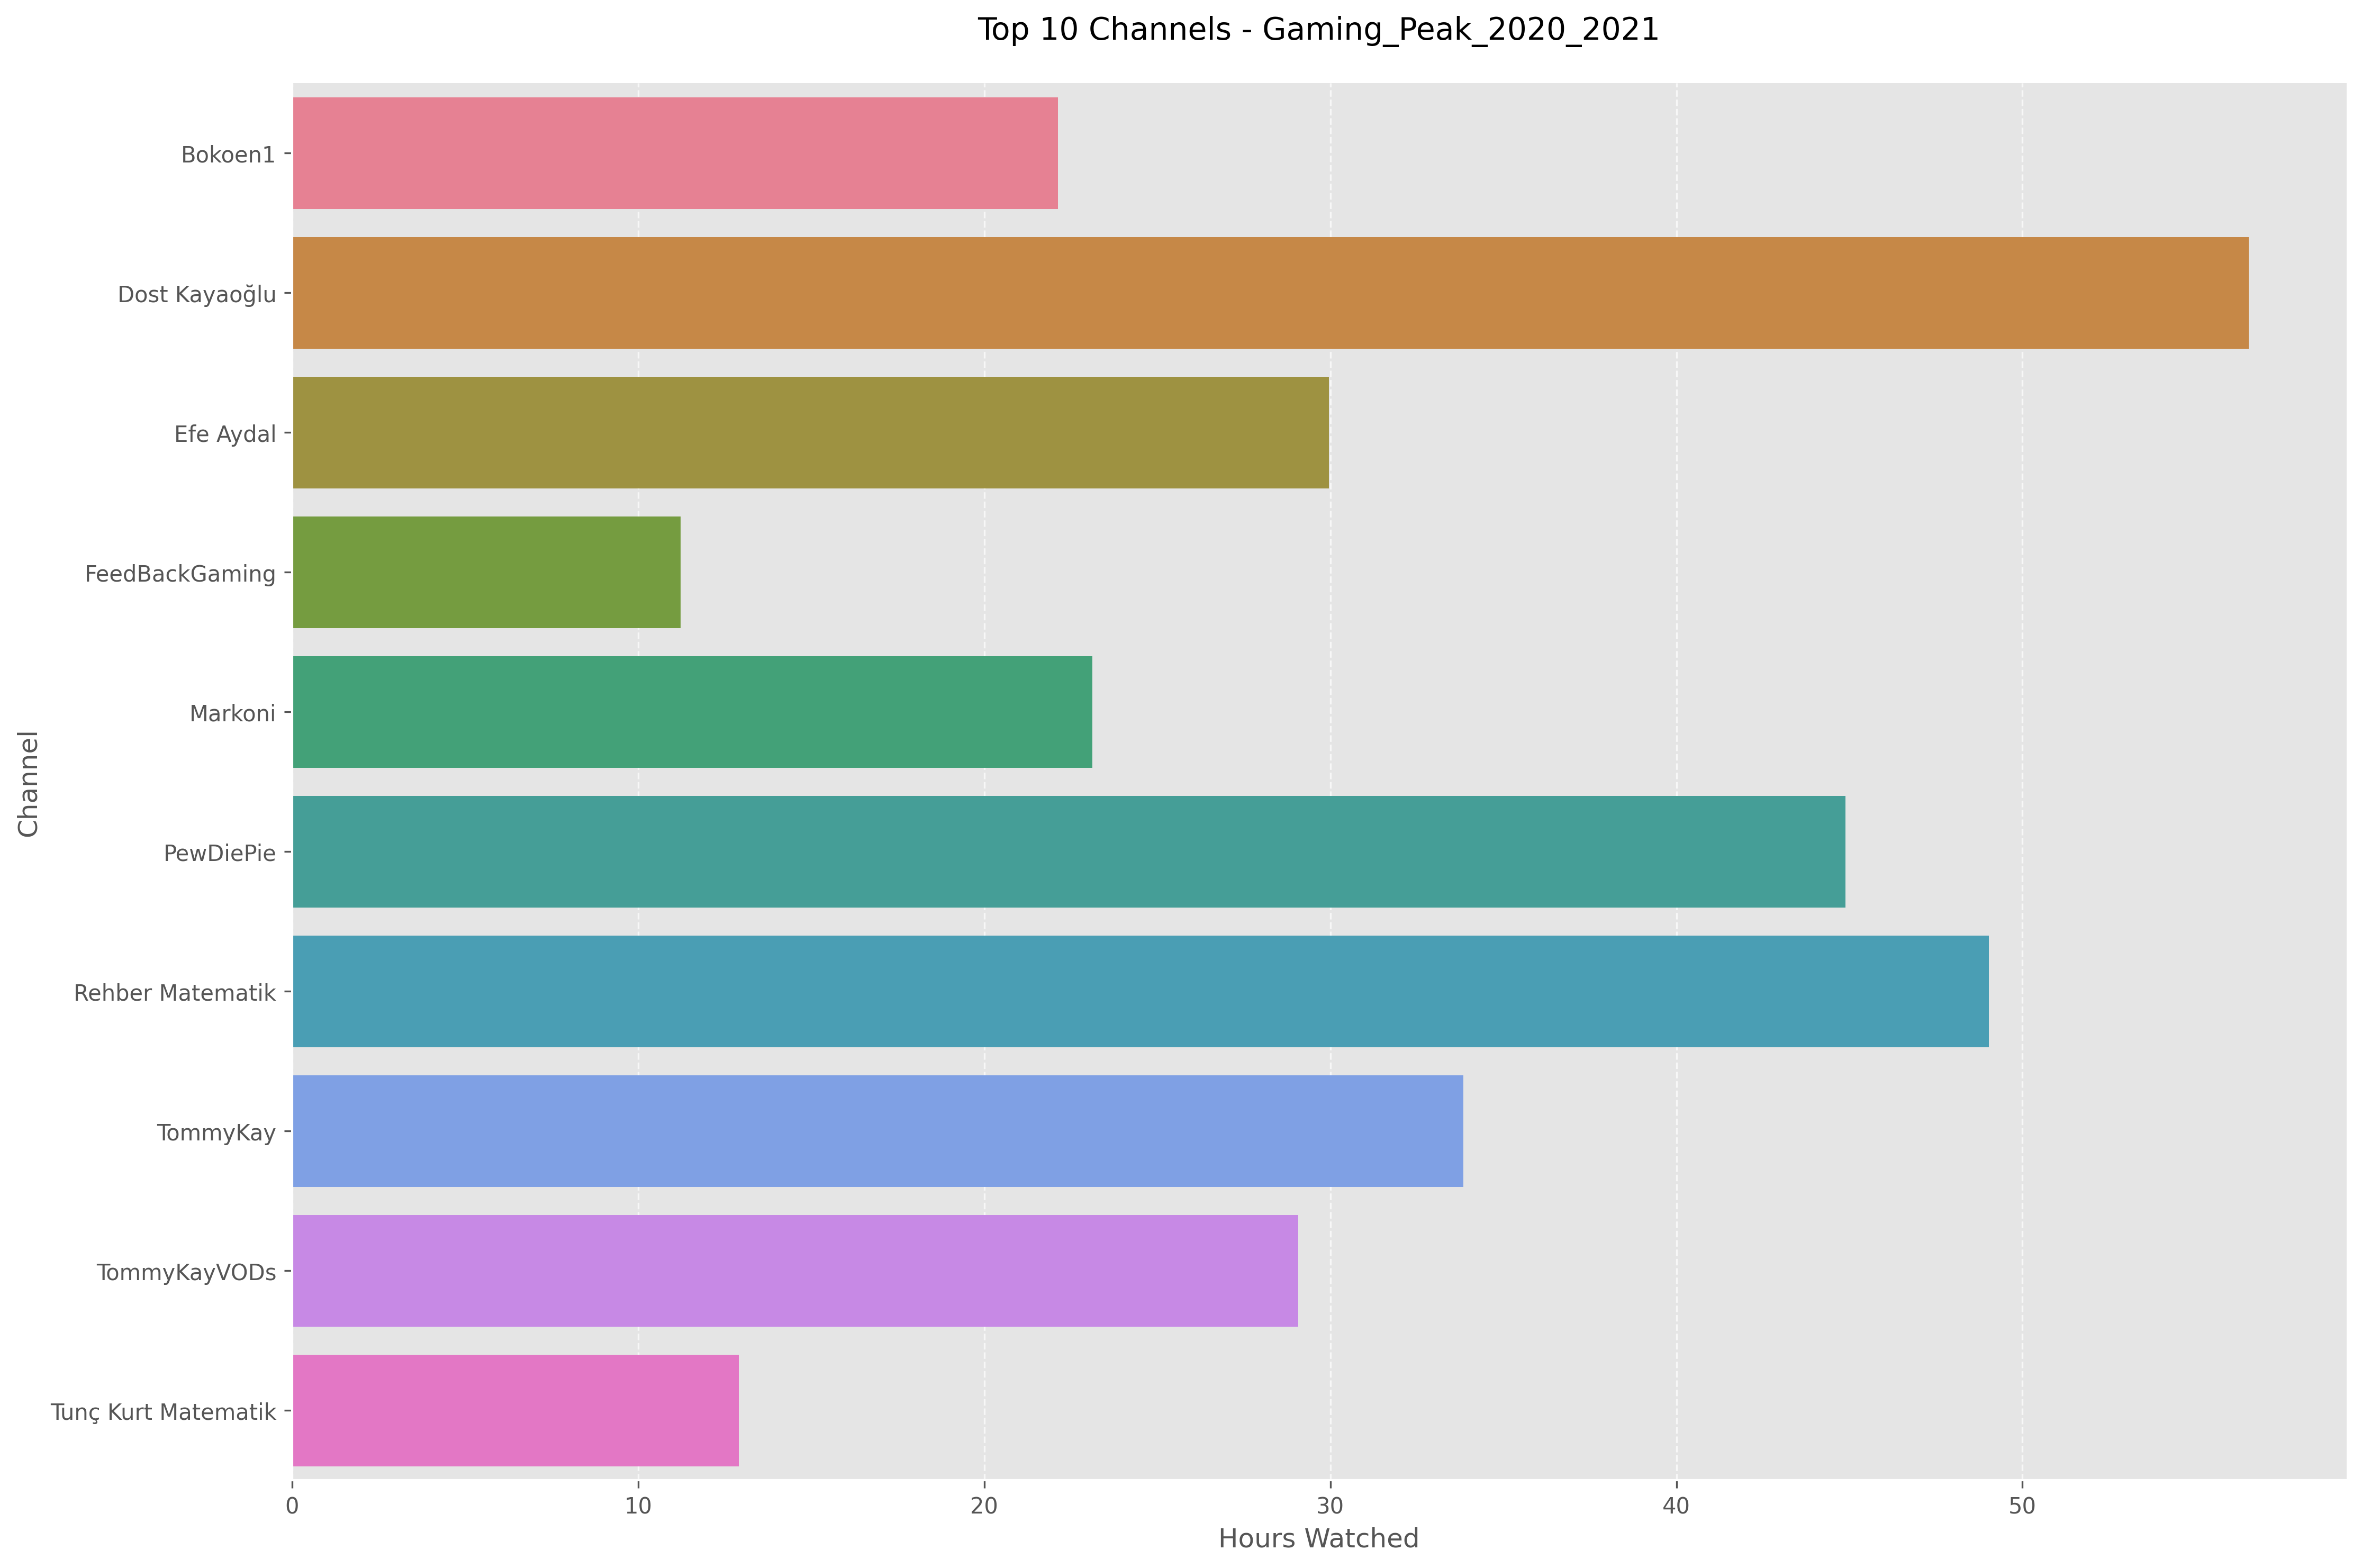 Top 10 Channels - Gaming_Peak_2020_2021
Channel
Bokoen1
Dost Kayaoğlu
Efe Aydal
FeedBackGaming
Markoni
PewDiePie
Rehber Matematik
TommyKay
TommyKayVODs
Tunç Kurt Matematik
0 10 20 30 40 50
Hours Watched